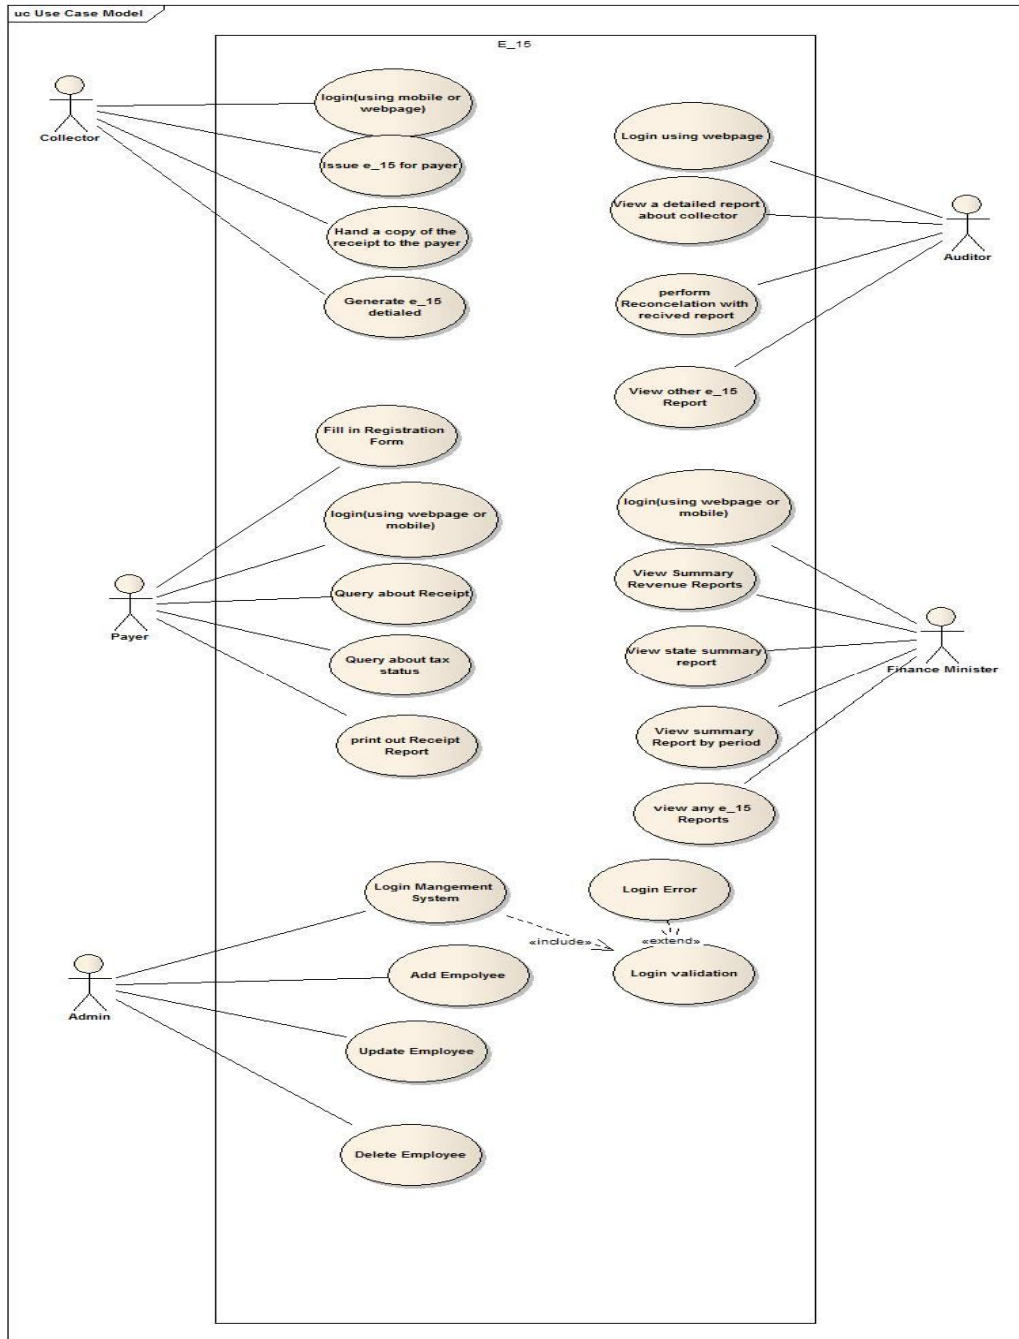 uc Use Case Model
E_15
login(using mobile or
webpage)
Issue e_15 for payer
Hand a copy of the
receipt to the payer
Generate e_15
detialed
Collector
Login using webpage
View a detailed report
about collector
perform
Reconcelation with
recived report
View other e_15
Report
Auditor
Fill in Registration
Form
login(using webpage or
mobile)
Query about Receipt
Query about tax
status
print out Receipt
Report
Payer
login(using webpage or
mobile)
View Summary
Revenue Reports
View state summary
report
View summary
Report by period
view any e_15
Reports
Finance Minister
Login Mangement
System
Add Empolyee
Update Employee
Delete Employee
Admin
Login Error
«include»
«extend»
Login validation